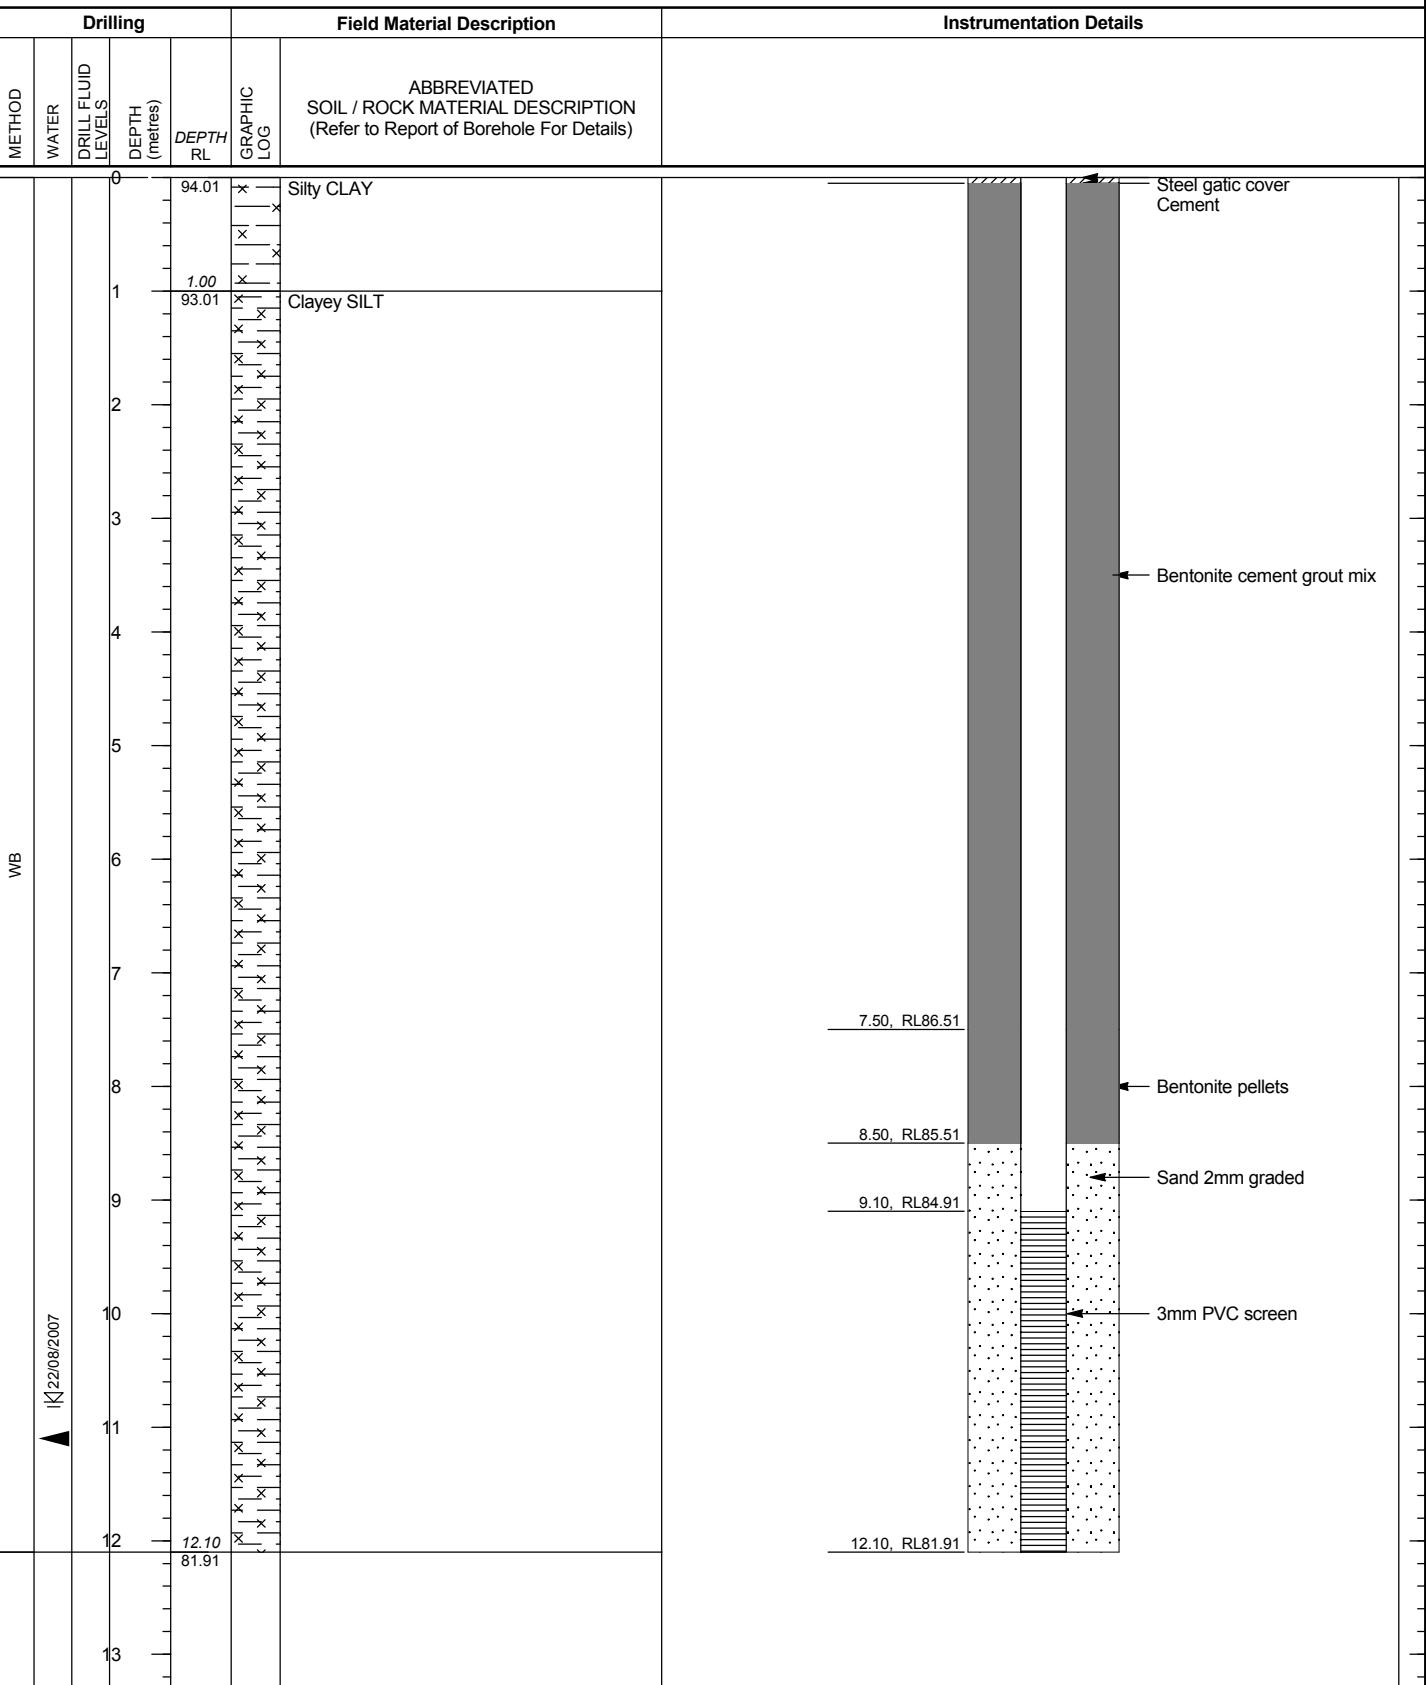 Drilling
Field Material Description
Instrumentation Details
METHOD
WATER
DRILL FLUID
LEVELS
DEPTH
(metres)
DEPTH
RL
GRAPHIC
LOG
ABBREVIATED
SOIL / ROCK MATERIAL DESCRIPTION
(Refer to Report of Borehole For Details)
0
94.01
Silty CLAY
Steel gatic cover
Cement
1.00
1
93.01
Clayey SILT
2
3
Bentonite cement grout mix
4
5
6
WB
7
7.50, RL86.51
8
Bentonite pellets
8.50, RL85.51
Sand 2mm graded
9
9.10, RL84.91
10
3mm PVC screen
22/08/2007
11
12
12.10
12.10, RL81.91
81.91
13